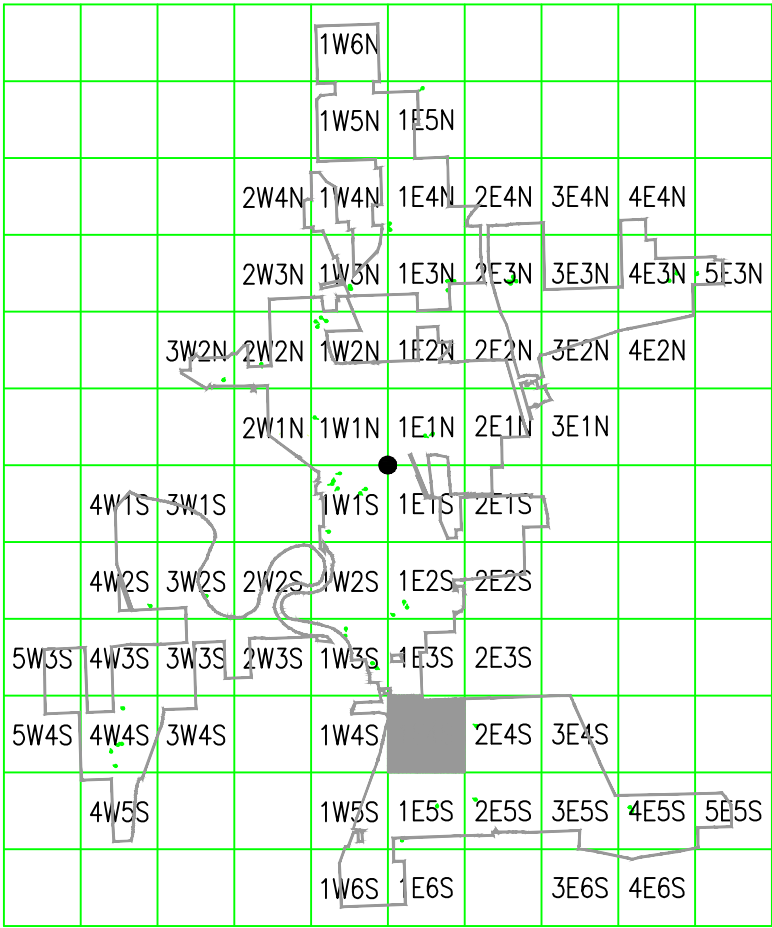 1W6N
1W5N 1E5N
2W4N 1W4N 1E4N 2E4N 3E4N 4E4N
2W3N 1W3N 1E3N 2E3N 3E3N 4E3N 5E3N
3W2N 2W2N 1W2N 1E2N 2E2N 3E2N 4E2N
2W1N 1W1N 1E1N 2E1N 3E1N
4W1S 3W1S 1W1S 1E1S 2E1S
4W2S 3W2S 2W2S 1W2S 1E2S 2E2S
5W3S 4W3S 3W3S 2W3S 1W3S 1E3S 2E3S
5W4S 4W4S 3W4S 1W4S 2E4S 3E4S
4W5S 1W5S 1E5S 2E5S 3E5S 4E5S 5E5S
1W6S 1E6S 3E6S 4E6S